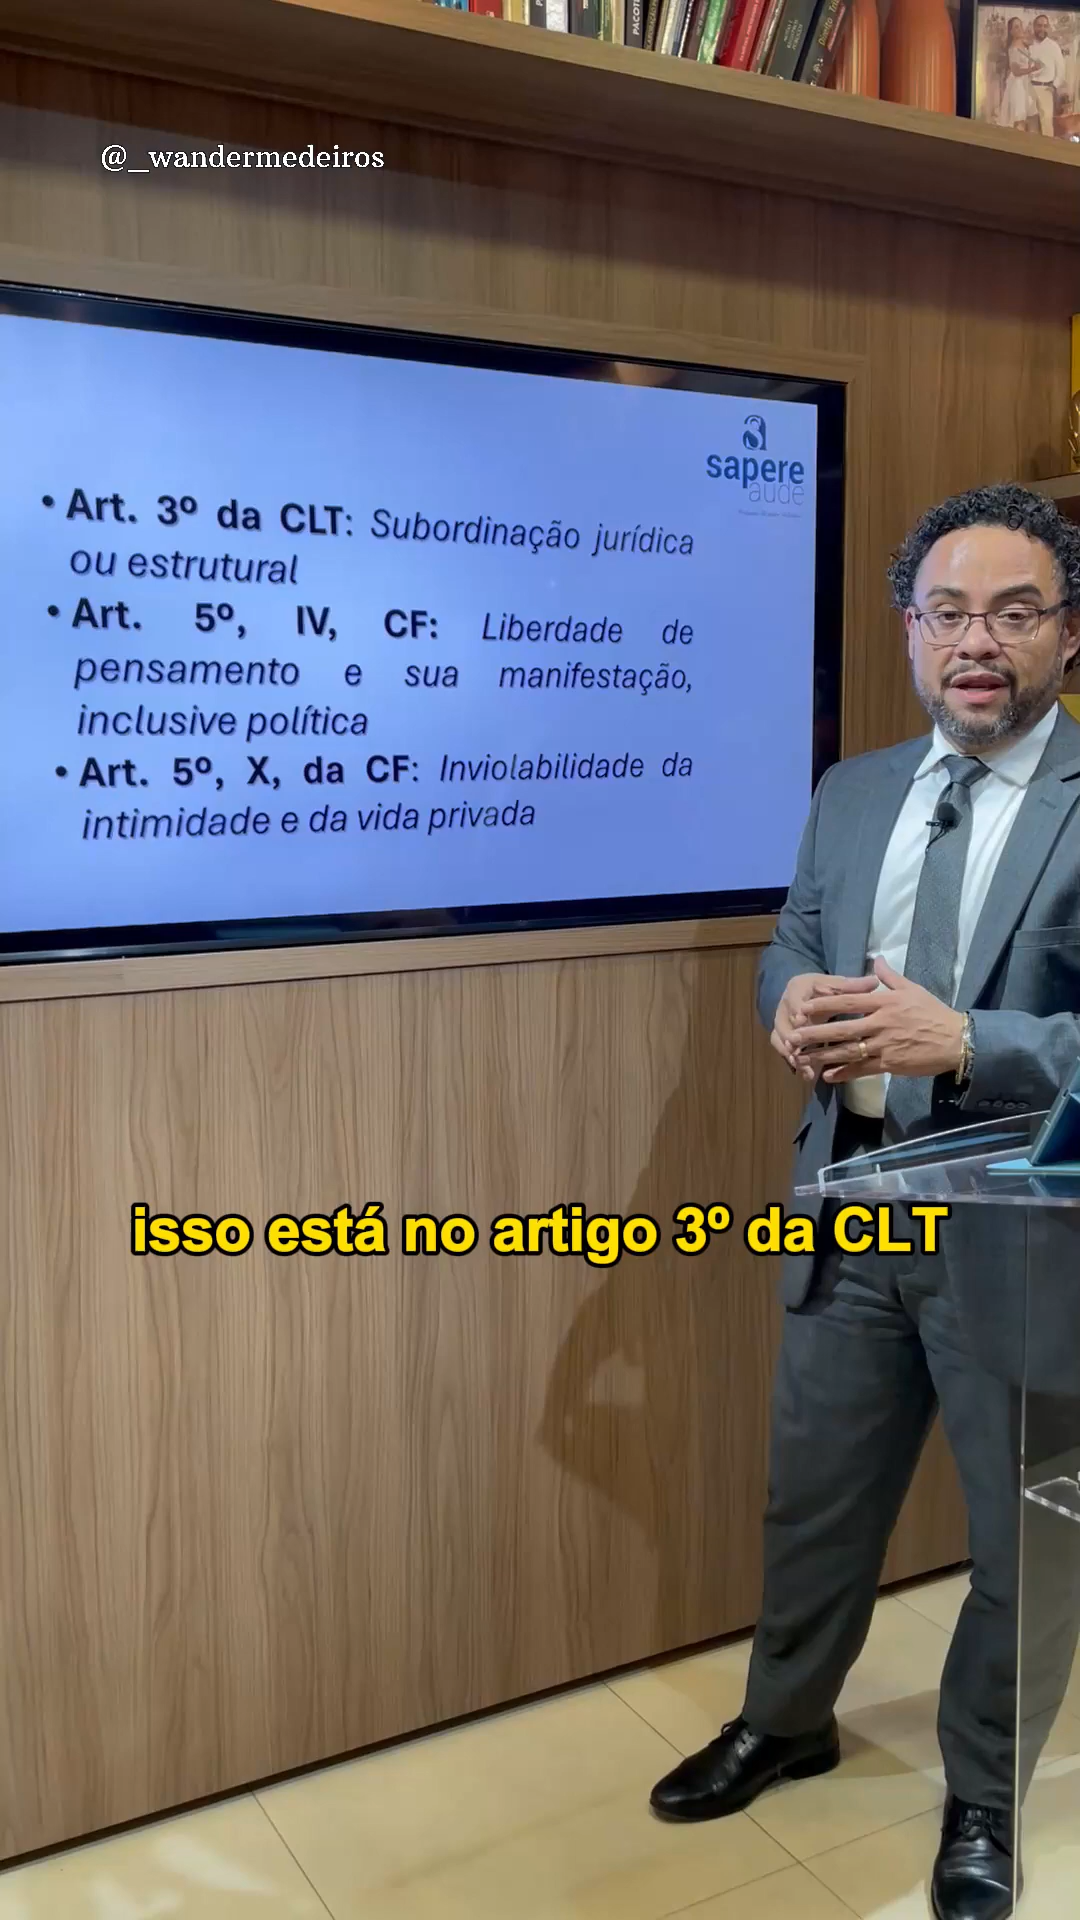 PACOTE
Direito
@_wandermedeiros
sapere
aude
• Art. 3º da CLT: Subordinação jurídica
ou estrutural
• Art. 5º, IV, CF: Liberdade de
pensamento e sua manifestação,
inclusive política
• Art. 5º, X, da CF: Inviolabilidade da
intimidade e da vida privada
isso está no artigo 3º da CLT